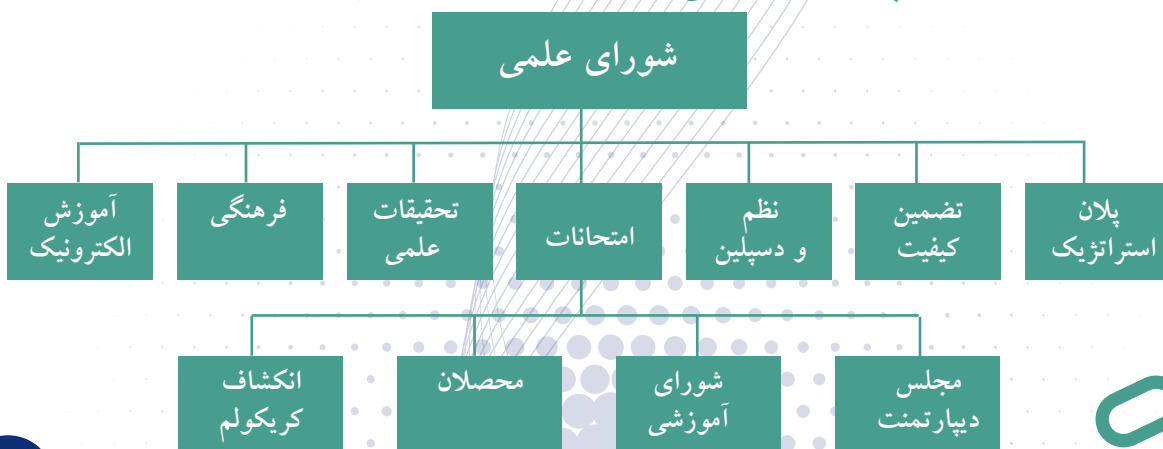 شورای علمی
پلان
استراتژیک
تضمین
کیفیت
نظم
و دسپلین
امتحانات
تحقیقات
علمی
فرهنگی
آموزش
الکترونیک
مجلس
دیپارتمنت
شورای
آموزشی
محصلان
انکشاف
کریکولم